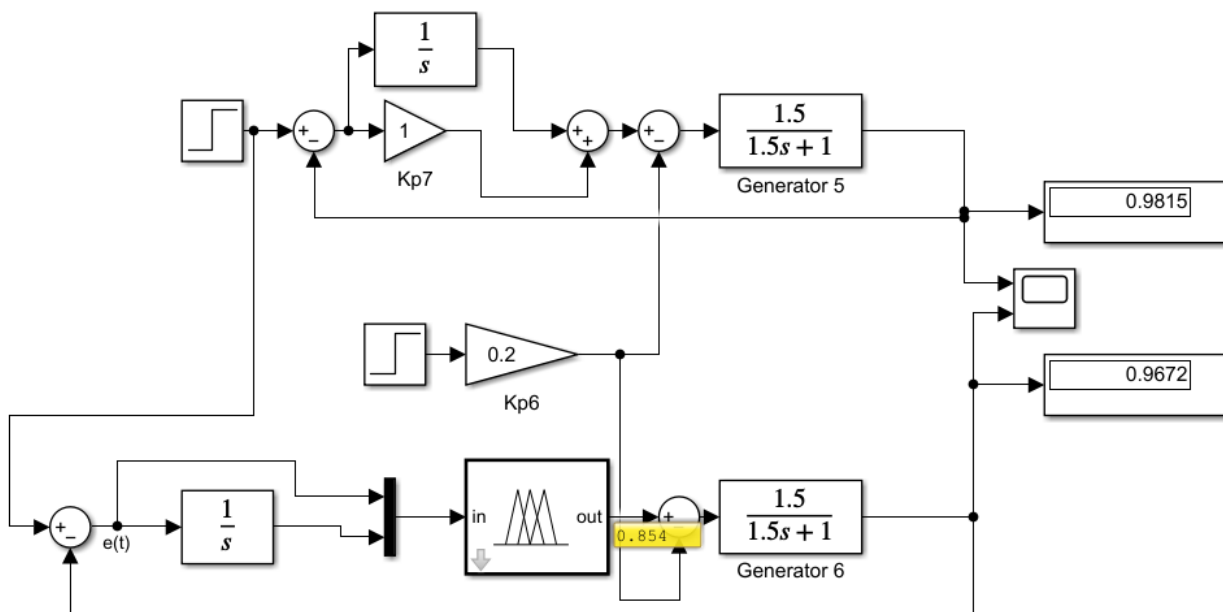 1
s
1
Kp7
+
−
+
+
+
−
1.5
1.5s + 1
Generator 5
0.9815
0.2
Kp6
0.9672
+
−
e(t)
1
s
in
out
0.854
+
−
1.5
1.5s + 1
Generator 6